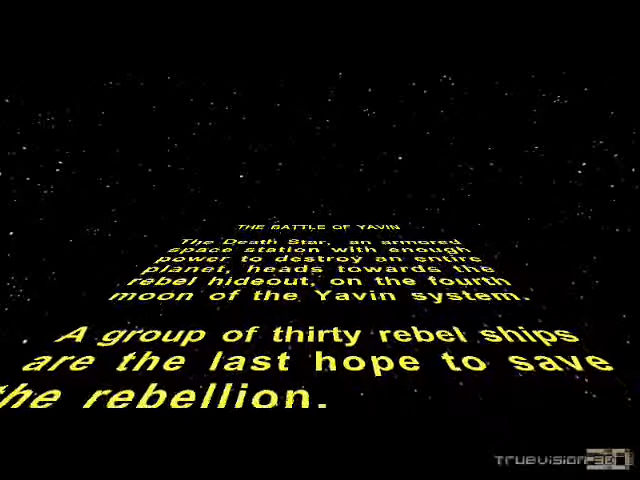 THE BATTLE OF YAVIN
The Death Star, an armored
space station with enough
power to destroy an entire
planet, heads towards the
rebel hideout, on the fourth
moon of the Yavin system.
A group of thirty rebel ships
are the last hope to save
the rebellion.
Truevision3D